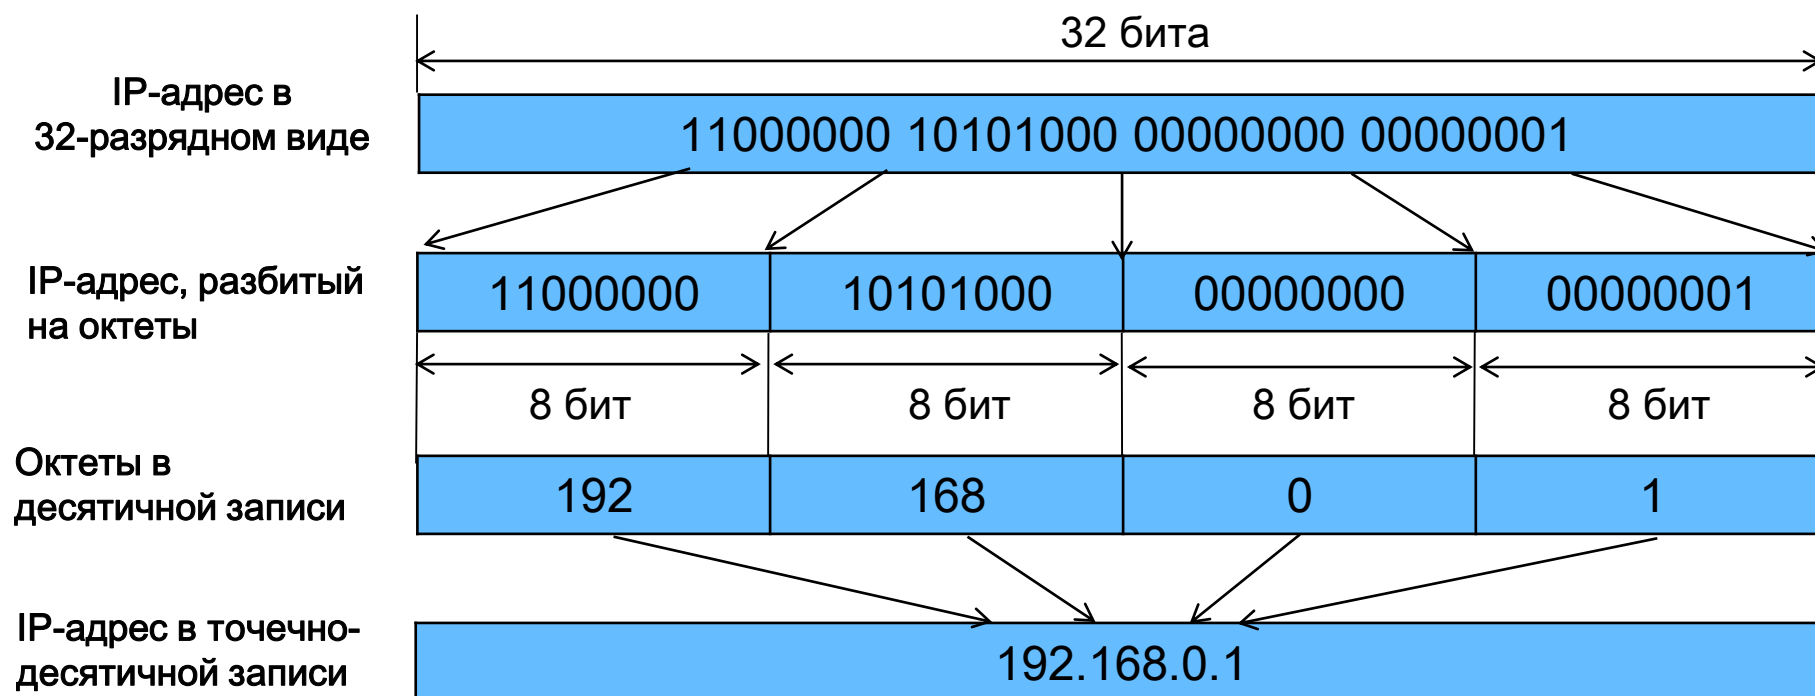 32 бита
IP-адрес в
32-разрядном виде
11000000 10101000 00000000 00000001
IP-адрес, разбитый
на октеты
11000000 10101000 00000000 00000001
8 бит 8 бит 8 бит 8 бит
Октеты в
десятичной записи
192 168 0 1
IP-адрес в точечно-
десятичной записи
192.168.0.1